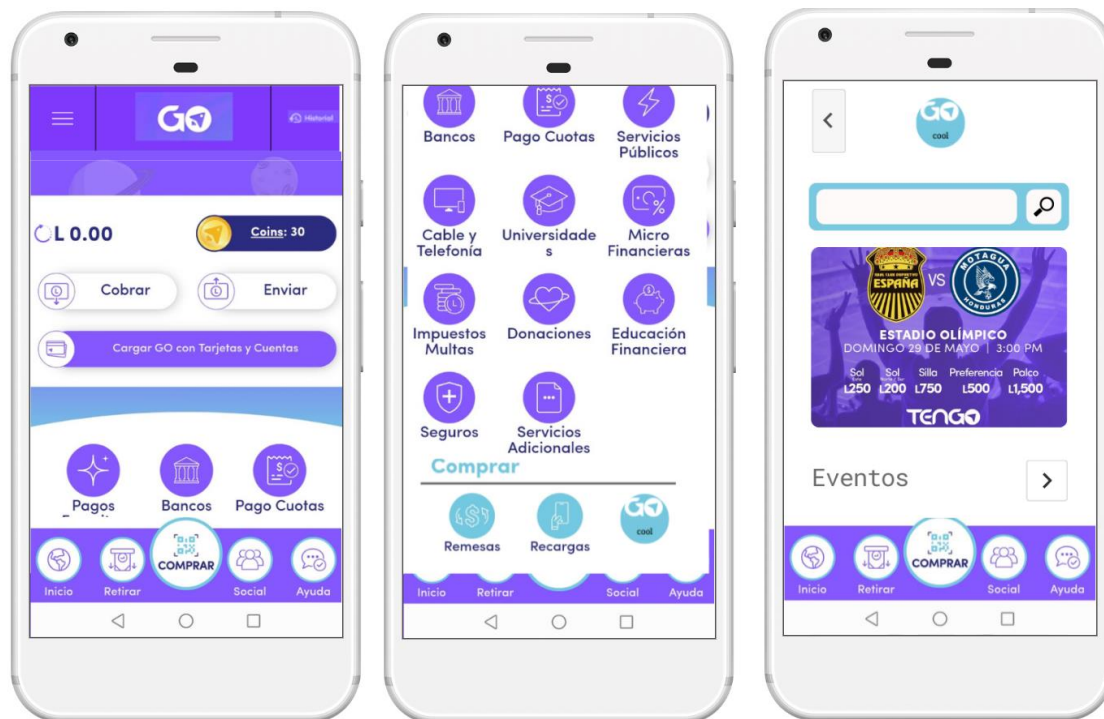 GO
Historial
L 0.00
Coins: 30
Cobrar
Enviar
Cargar GO con Tarjetas y Cuentas
Pagos
Bancos
Pago Cuotas
COMPRAR
Inicio
Retirar
Social
Ayuda
Bancos
Pago Cuotas
Servicios
Públicos
Cable y
Telefonía
Universidade
s
Micro
Financieras
Impuestos
Multas
Donaciones
Educación
Financiera
Seguros
Servicios
Adicionales
Comprar
Remesas
Recargas
GO
cool
Inicio
Retirar
Social
Ayuda
GO
cool
REAL CLUB DEPORTIVO
ESPAÑA
VS
MOTAGUA
HONDURAS
ESTADIO OLÍMPICO
DOMINGO 29 DE MAYO | 3:00 PM
Sol Sol Silla Preferencia Palco
L250 L200 L750 L500 L1,500
TENGO
Eventos
COMPRAR
Inicio
Retirar
Social
Ayuda